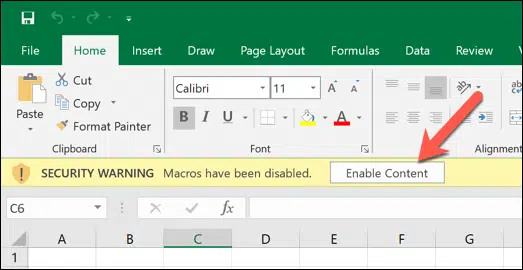 File Home Insert Draw Page Layout Formulas Data Review
Cut
Copy
Format Painter
Paste
Calibri 11 A A
B I U A
Clipboard Font Alignment
SECURITY WARNING Macros have been disabled. Enable Content
C6 fx
A B C D E F G
1